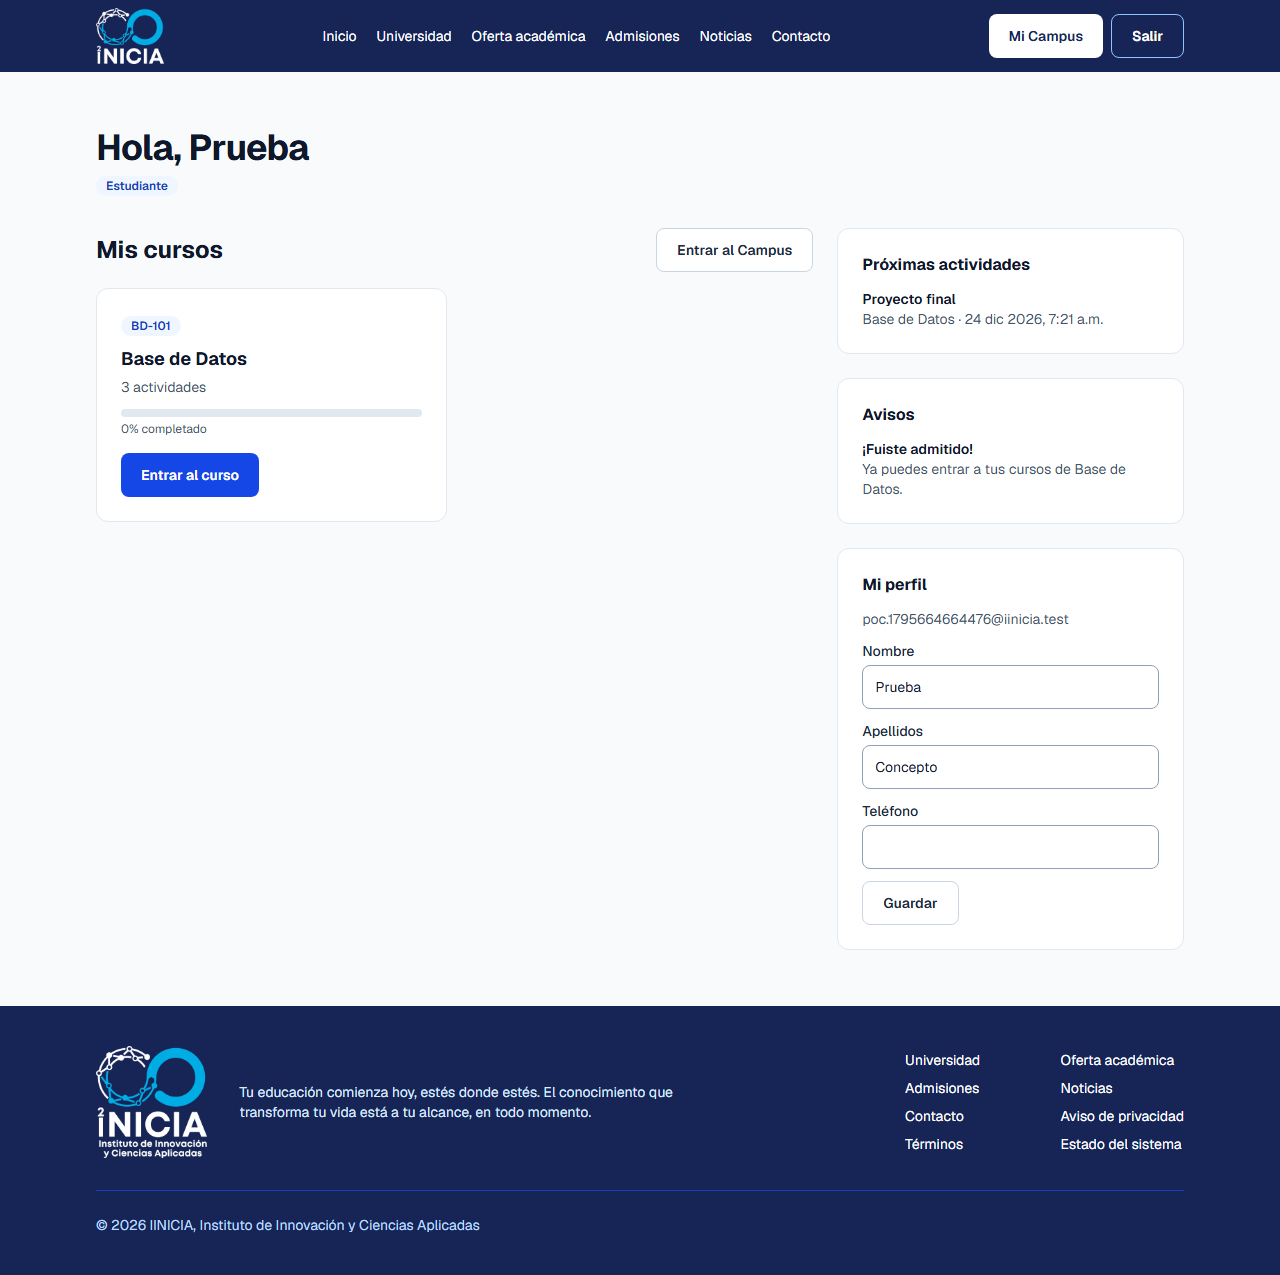 2
iNICIA
Inicio
Universidad
Oferta académica
Admisiones
Noticias
Contacto
Mi Campus
Salir
Hola, Prueba
Estudiante
Mis cursos
Entrar al Campus
BD-101
Base de Datos
3 actividades
0% completado
Entrar al curso
Próximas actividades
Proyecto final
Base de Datos · 24 dic 2026, 7:21 a.m.
Avisos
¡Fuiste admitido!
Ya puedes entrar a tus cursos de Base de
Datos.
Mi perfil
poc.1795664664476@iinicia.test
Nombre
Prueba
Apellidos
Concepto
Teléfono
Guardar
2
iNICIA
Instituto de Innovación
y Ciencias Aplicadas
Tu educación comienza hoy, estés donde estés. El conocimiento que
transforma tu vida está a tu alcance, en todo momento.
Universidad
Oferta académica
Admisiones
Noticias
Contacto
Aviso de privacidad
Términos
Estado del sistema
© 2026 IINICIA, Instituto de Innovación y Ciencias Aplicadas